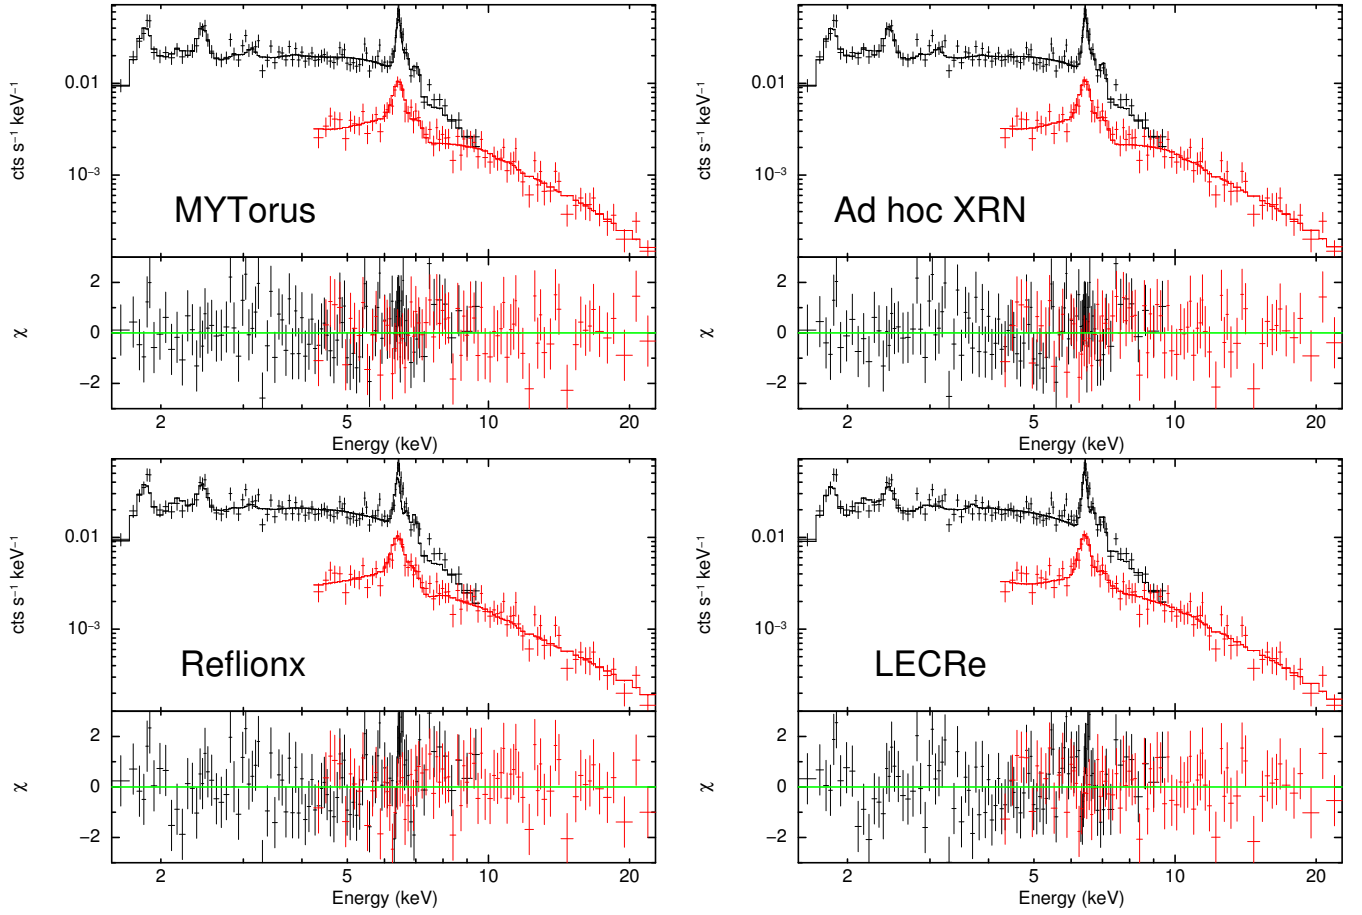 cts s⁻¹ keV⁻¹
0.01
10⁻³
MYTorus
χ
2
0
−2
2
5
10
20
Energy (keV)
cts s⁻¹ keV⁻¹
0.01
10⁻³
Ad hoc XRN
χ
2
0
−2
2
5
10
20
Energy (keV)
cts s⁻¹ keV⁻¹
0.01
10⁻³
Reflionx
χ
2
0
−2
2
5
10
20
Energy (keV)
cts s⁻¹ keV⁻¹
0.01
10⁻³
LECRe
χ
2
0
−2
2
5
10
20
Energy (keV)